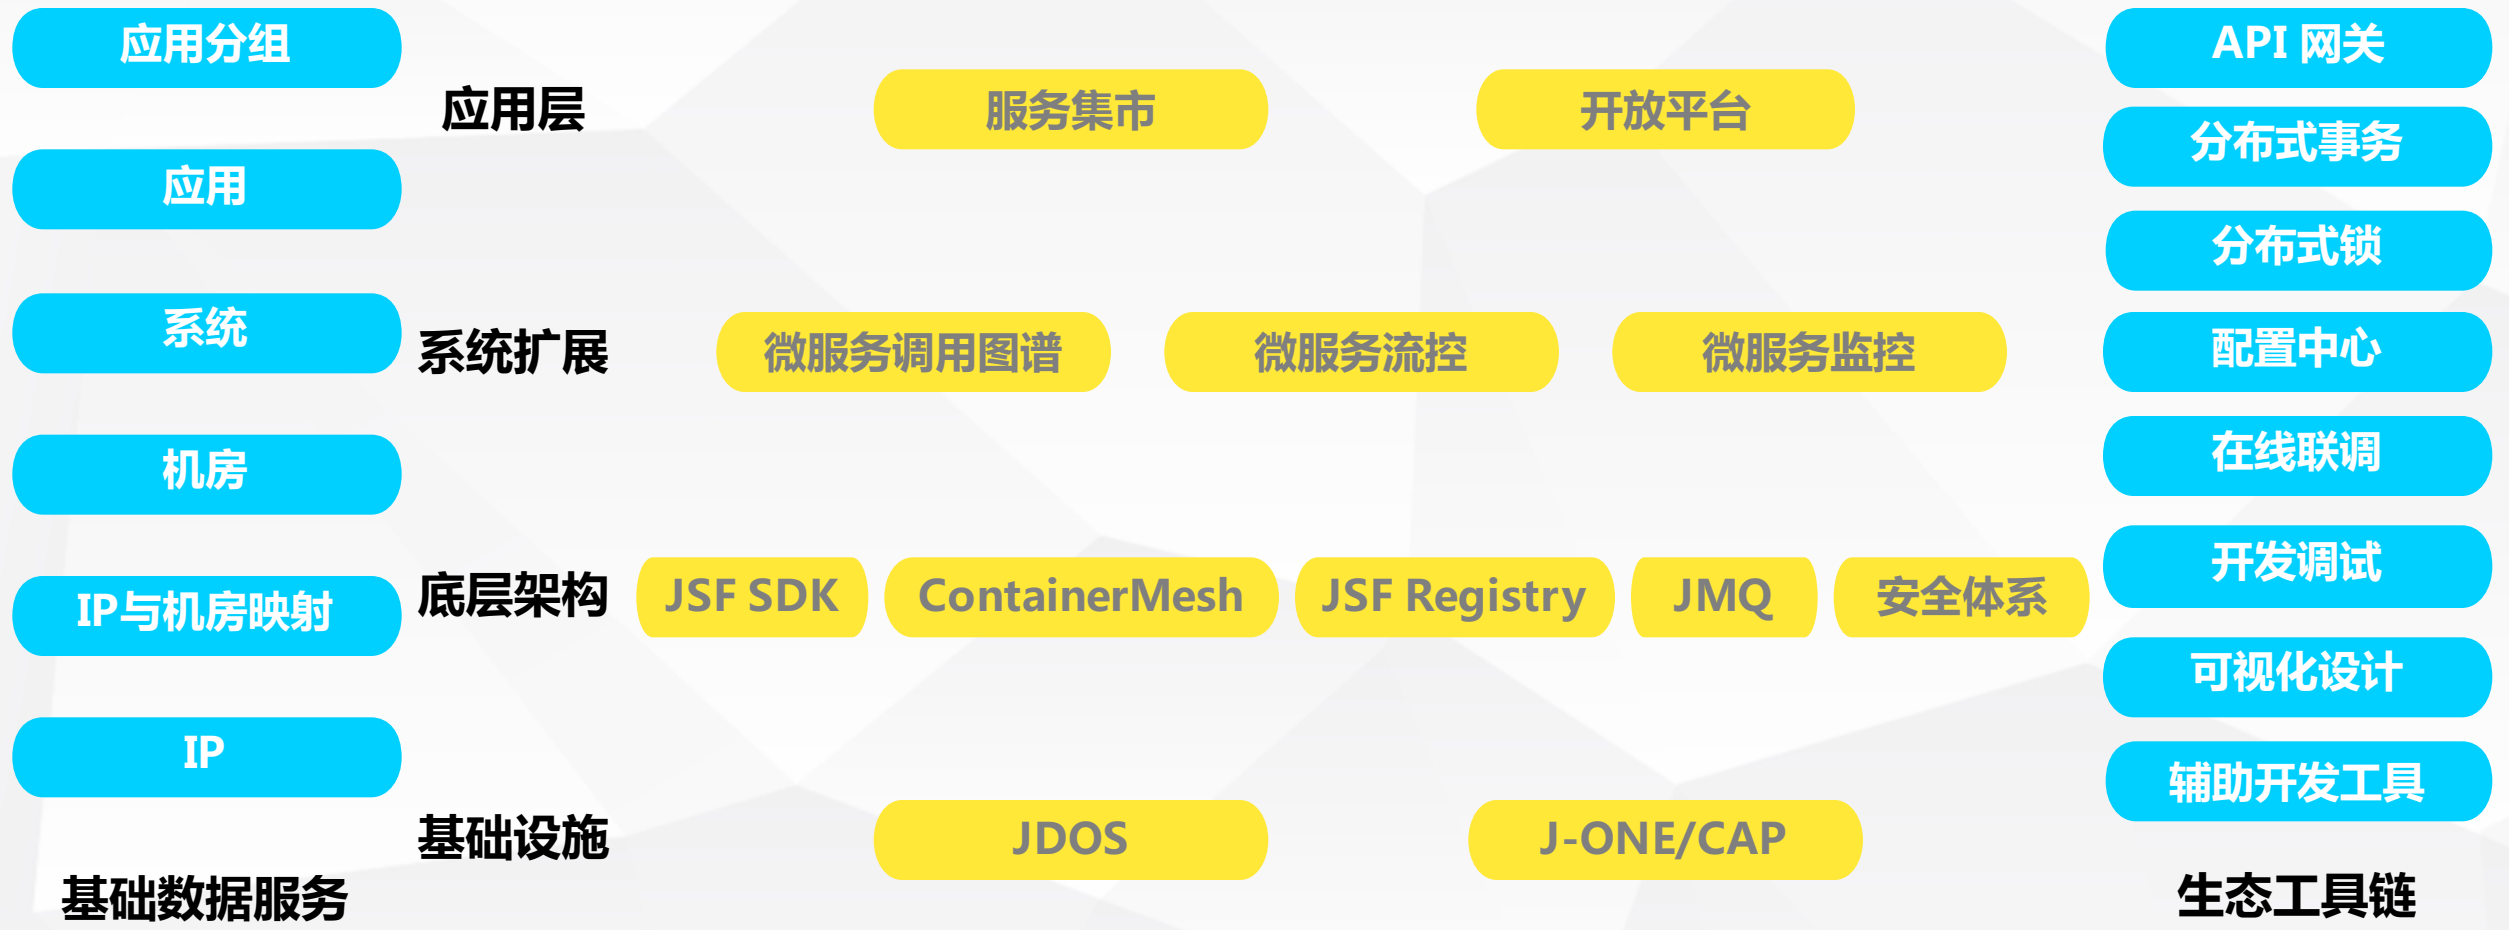 应用分组
应用
系统
机房
IP与机房映射
IP
基础数据服务
应用层
服务集市
开放平台
系统扩展
微服务调用图谱
微服务流控
微服务监控
底层架构
JSF SDK
ContainerMesh
JSF Registry
JMQ
安全体系
基础设施
JDOS
J-ONE/CAP
API 网关
分布式事务
分布式锁
配置中心
在线联调
开发调试
可视化设计
辅助开发工具
生态工具链